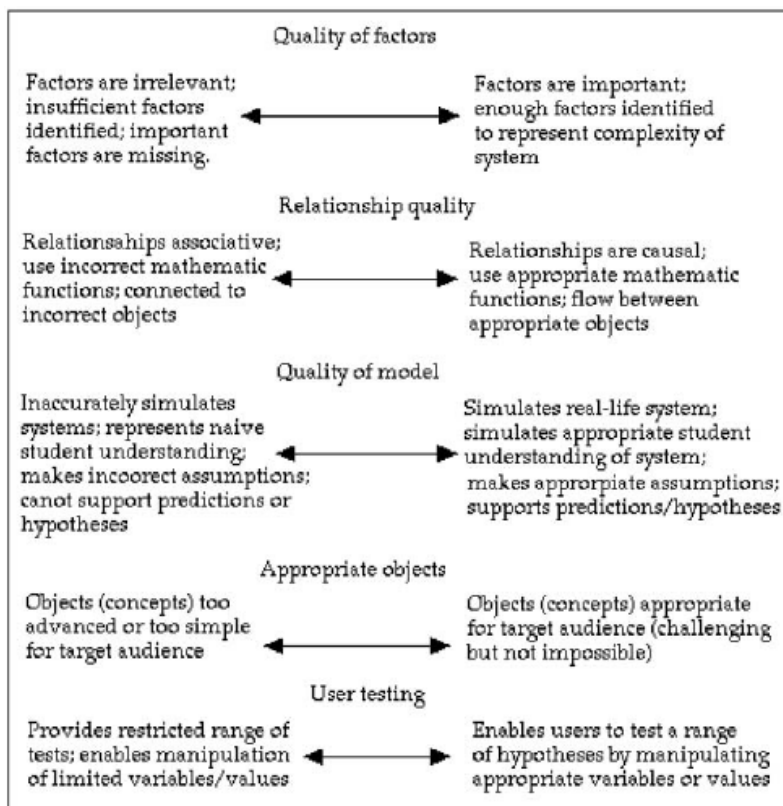 Quality of factors
Factors are irrelevant;
insufficient factors
identified; important
factors are missing.
Factors are important;
enough factors identified
to represent complexity of
system
Relationship quality
Relationsahips associative;
use incorrect mathematic
functions; connected to
incorrect objects
Relationships are causal;
use appropriate mathematic
functions; flow between
appropriate objects
Quality of model
Inaccurately simulates
systems; represents naive
student understanding;
makes incoorect assumptions;
canot support predictions or
hypotheses
Simulates real-life system;
simulates appropriate student
understanding of system;
makes approrpiate assumptions;
supports predictions/hypotheses
Appropriate objects
Objects (concepts) too
advanced or too simple
for target audience
Objects (concepts) appropriate
for target audience (challenging
but not impossible)
User testing
Provides restricted range of
tests; enables manipulation
of limited variables/values
Enables users to test a range
of hypotheses by manipulating
appropriate variables or values